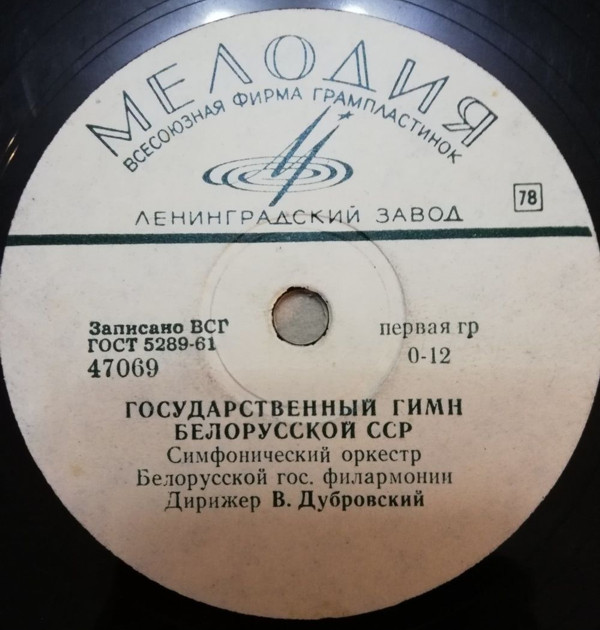 МЕЛОДИЯ
ВСЕСОЮЗНАЯ ФИРМА ГРАМПЛАСТИНОК
ЛЕНИНГРАДСКИЙ ЗАВОД
78
Записано ВСГ
ГОСТ 5289-61
47069
первая гр
0-12
ГОСУДАРСТВЕННЫЙ ГИМН
БЕЛОРУССКОЙ ССР
Симфонический оркестр
Белорусской гос. филармонии
Дирижер В. Дубровский